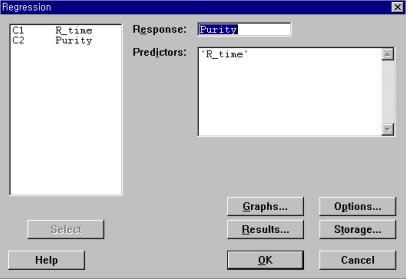 Regression
C1 R_time
C2 Purity
Response: Purity
Predictors:
'R_time'
Graphs... Options...
Select Results... Storage...
Help OK Cancel